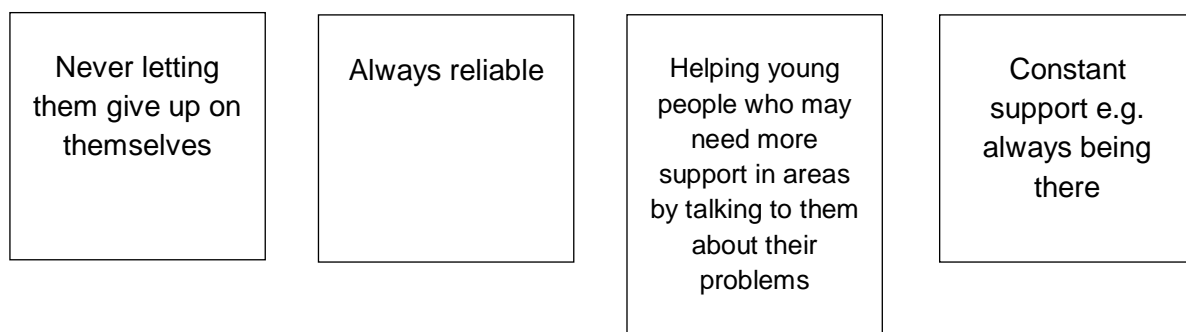 Never letting
them give up on
themselves
Always reliable
Helping young
people who may
need more
support in areas
by talking to them
about their
problems
Constant
support e.g.
always being
there